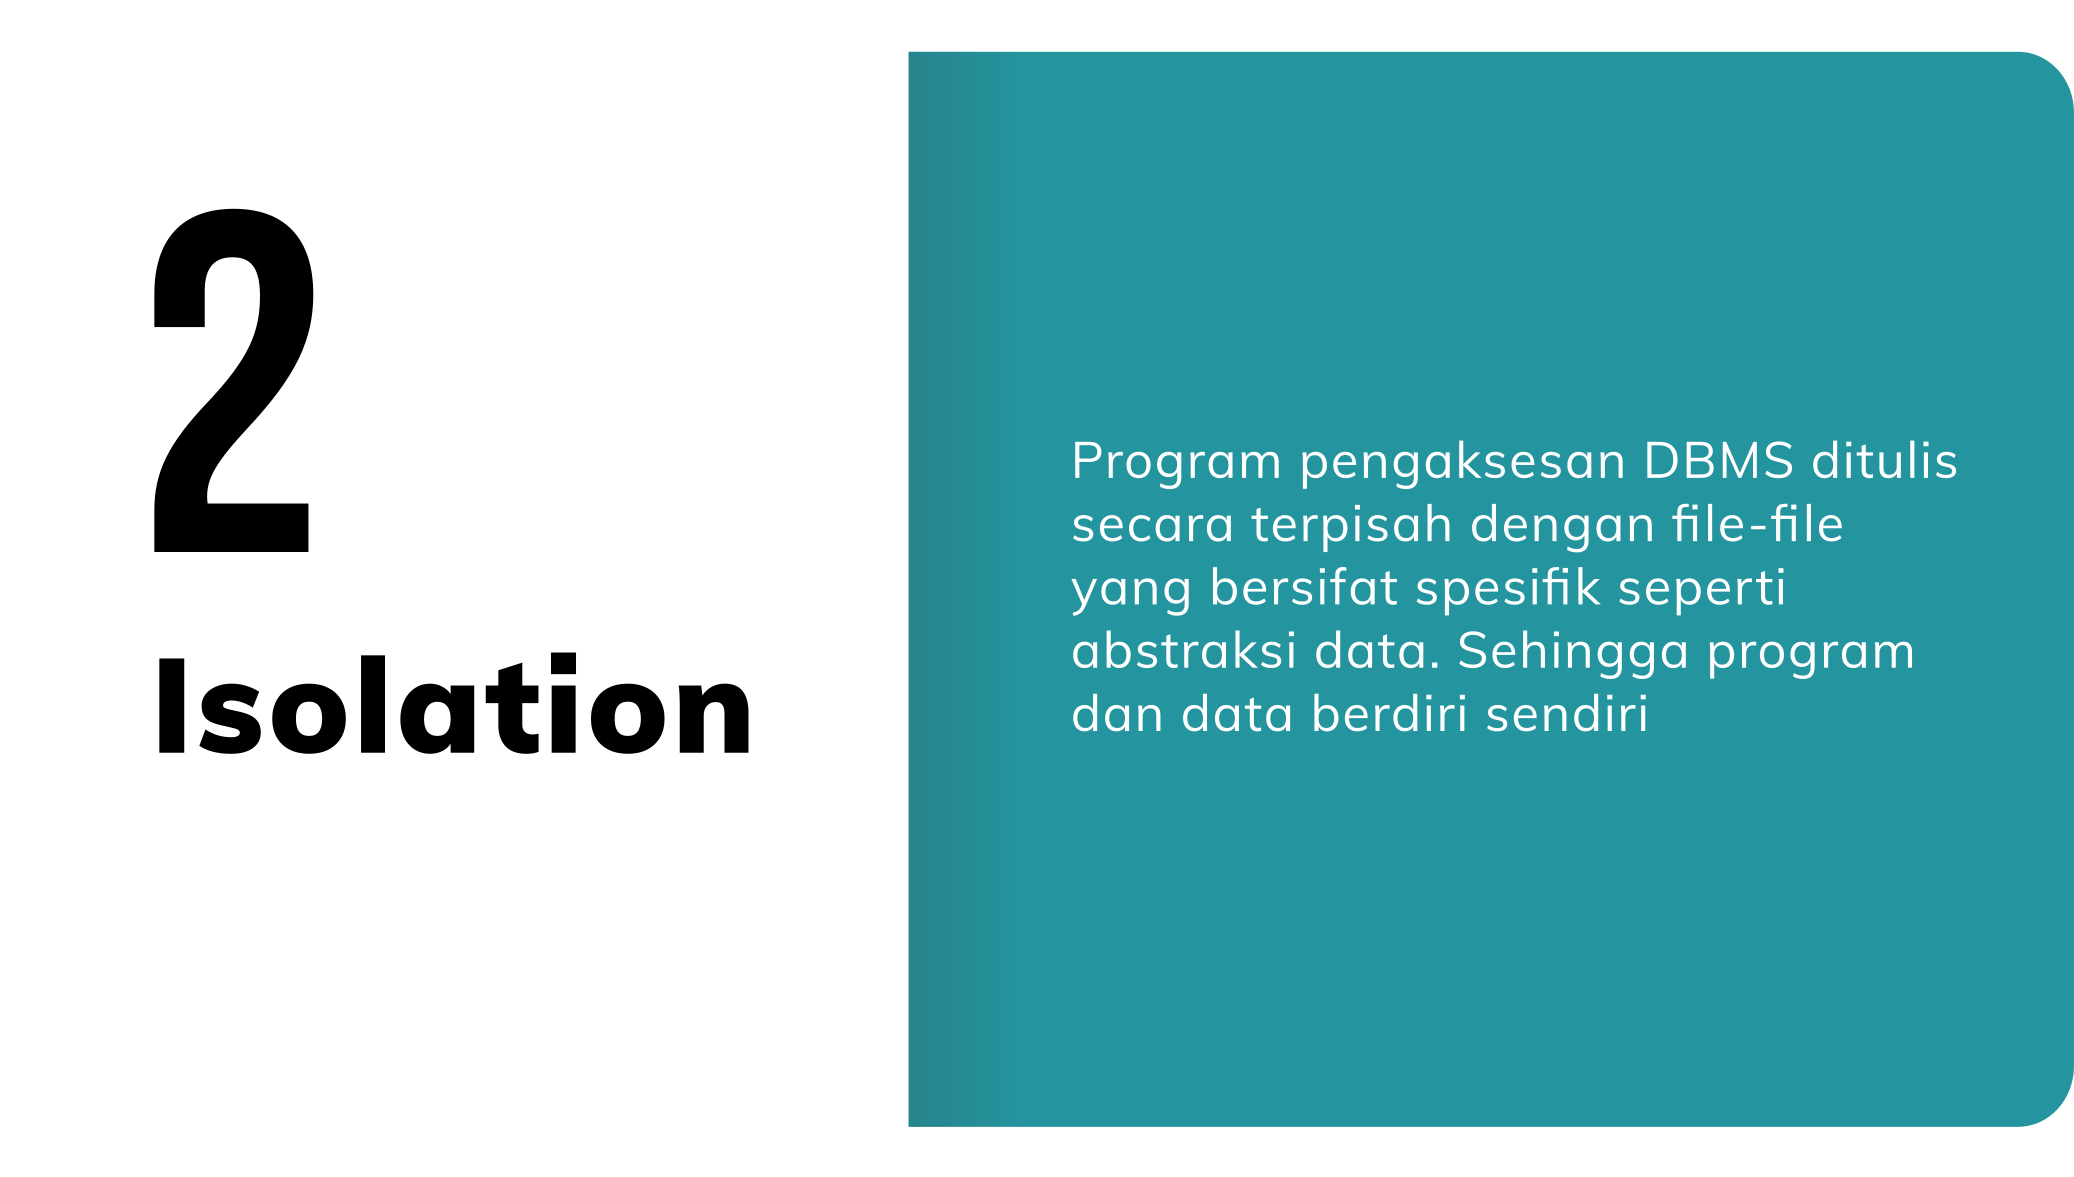 2
Isolation
Program pengaksesan DBMS ditulis
secara terpisah dengan file-file
yang bersifat spesifik seperti
abstraksi data. Sehingga program
dan data berdiri sendiri